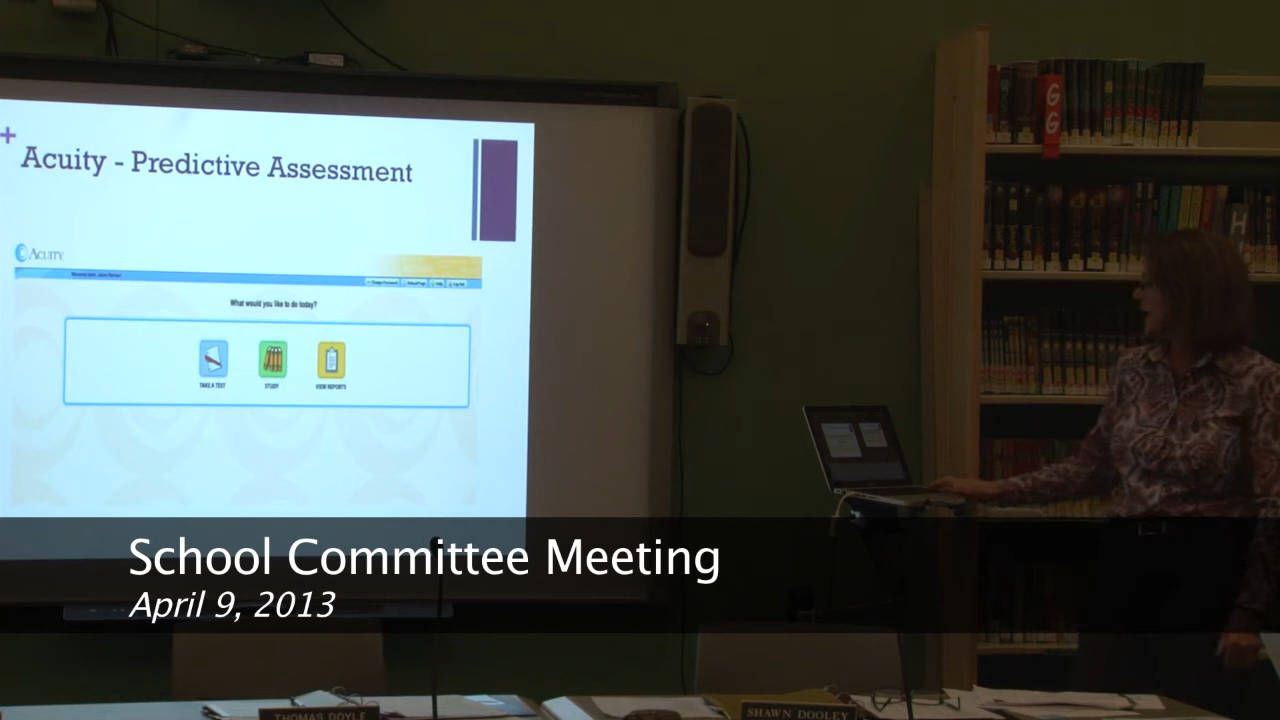 +
Acuity - Predictive Assessment
ACUITY
What would you like to do today?
TAKE A TEST
STUDY
VIEW REPORTS
G
G
H
School Committee Meeting
April 9, 2013
THOMAS DOYLE
SHAWN DOOLEY